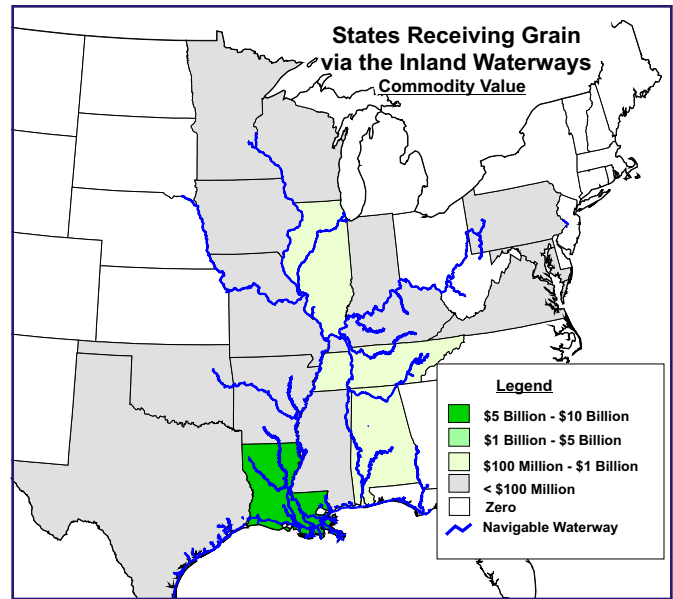 States Receiving Grain
via the Inland Waterways
Commodity Value
Legend
$5 Billion - $10 Billion
$1 Billion - $5 Billion
$100 Million - $1 Billion
< $100 Million
Zero
Navigable Waterway